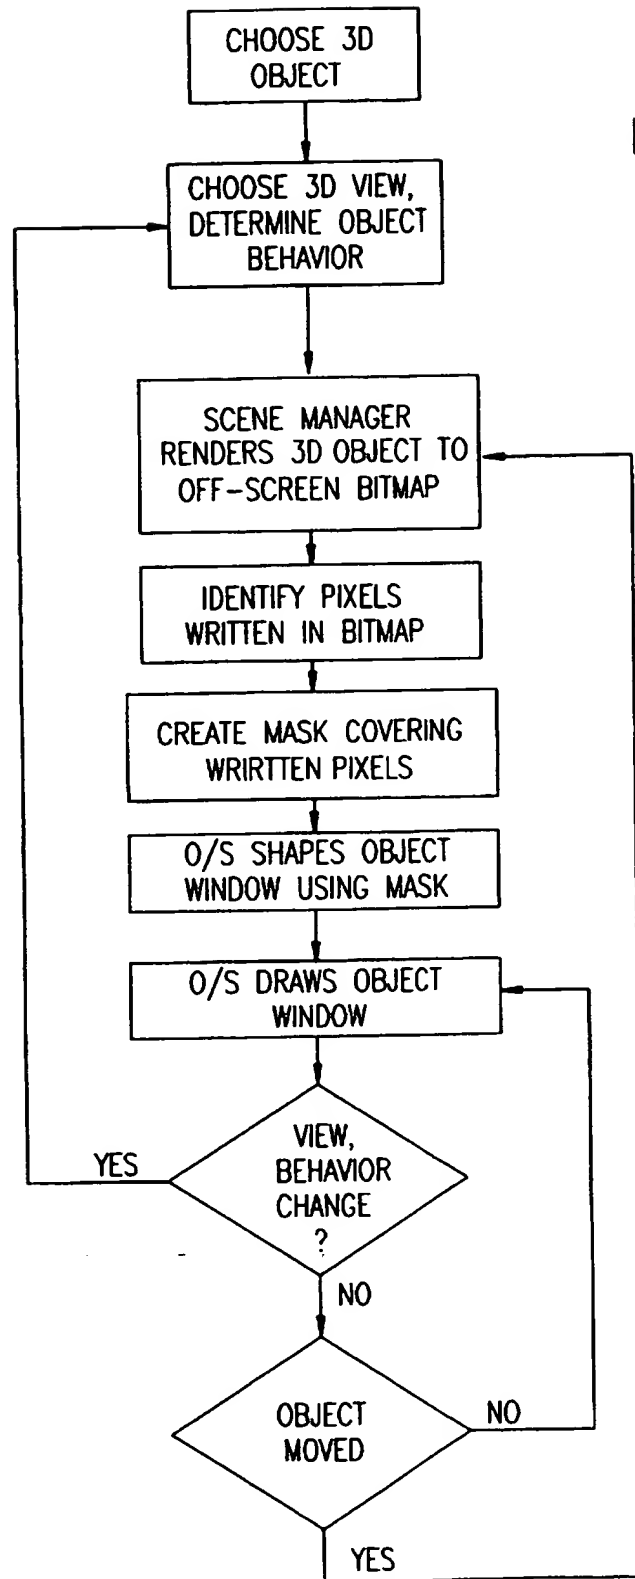 CHOOSE 3D
OBJECT
CHOOSE 3D VIEW,
DETERMINE OBJECT
BEHAVIOR
SCENE MANAGER
RENDERS 3D OBJECT TO
OFF-SCREEN BITMAP
IDENTIFY PIXELS
WRITTEN IN BITMAP
CREATE MASK COVERING
WRIRTTEN PIXELS
O/S SHAPES OBJECT
WINDOW USING MASK
O/S DRAWS OBJECT
WINDOW
VIEW,
BEHAVIOR
CHANGE
?
YES
NO
OBJECT
MOVED
NO
YES